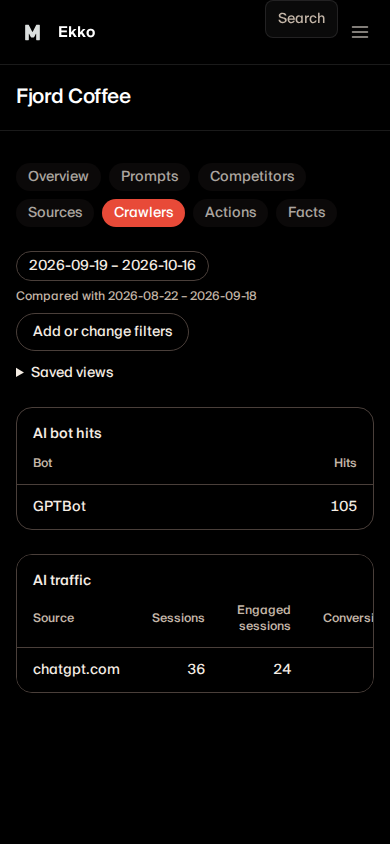 Search
Ekko
Fjord Coffee
Overview Prompts Competitors
Sources Crawlers Actions Facts
2026-09-19 – 2026-10-16
Compared with 2026-08-22 – 2026-09-18
Add or change filters
Saved views
AI bot hits
Bot Hits
GPTBot 105
AI traffic
Source Sessions Engaged sessions Conversi
chatgpt.com 36 24